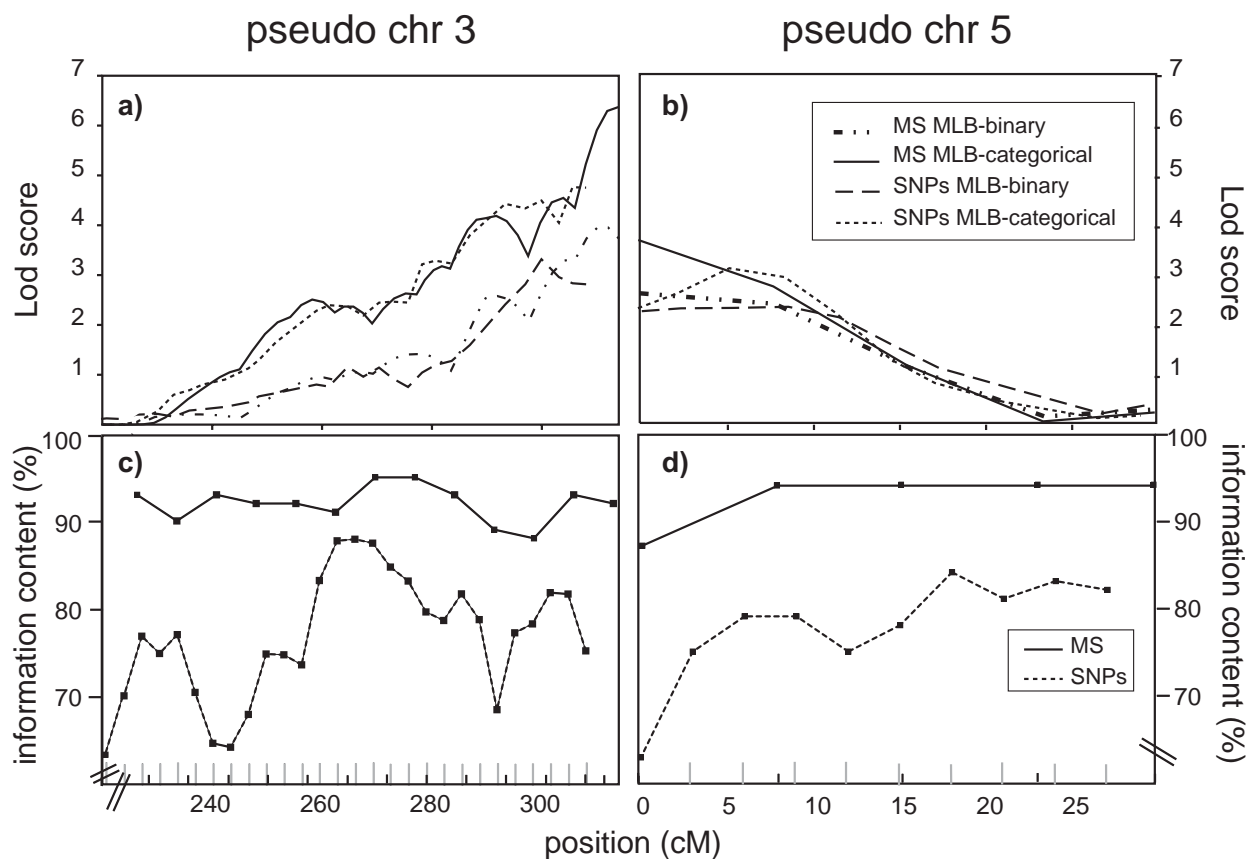 pseudo chr 3
pseudo chr 5
a)
7
6
5
4
3
2
1
Lod score
b)
MS MLB-binary
MS MLB-categorical
SNPs MLB-binary
SNPs MLB-categorical
7
6
5
4
3
2
1
Lod score
c)
100
90
80
70
information content (%)
240
260
280
300
d)
MS
SNPs
100
90
80
70
information content (%)
0
5
10
15
20
25
position (cM)